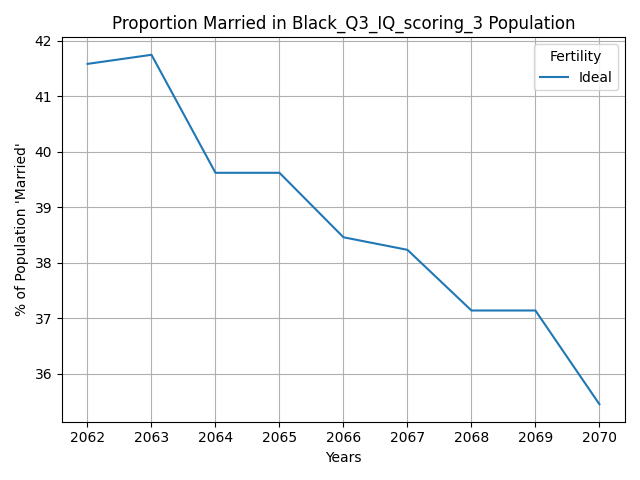 Proportion Married in Black_Q3_IQ_scoring_3 Population
% of Population 'Married'
42
41
40
39
38
37
36
Fertility
Ideal
2062 2063 2064 2065 2066 2067 2068 2069 2070
Years